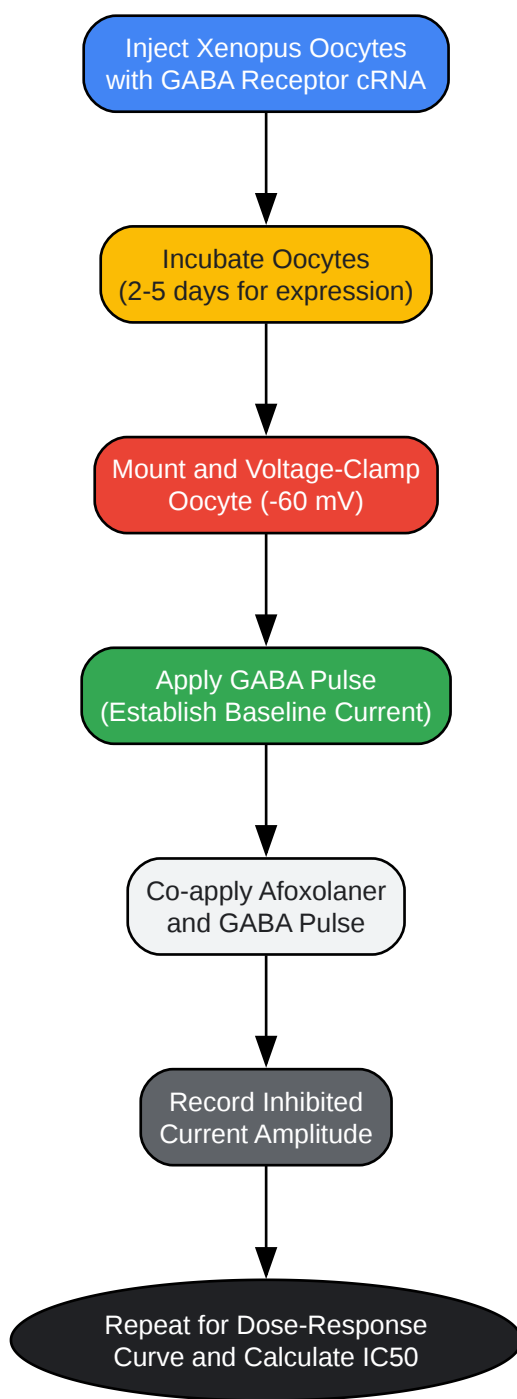 Inject Xenopus Oocytes
with GABA Receptor cRNA
Incubate Oocytes
(2-5 days for expression)
Mount and Voltage-Clamp
Oocyte (-60 mV)
Apply GABA Pulse
(Establish Baseline Current)
Co-apply Afoxolaner
and GABA Pulse
Record Inhibited
Current Amplitude
Repeat for Dose-Response
Curve and Calculate IC50